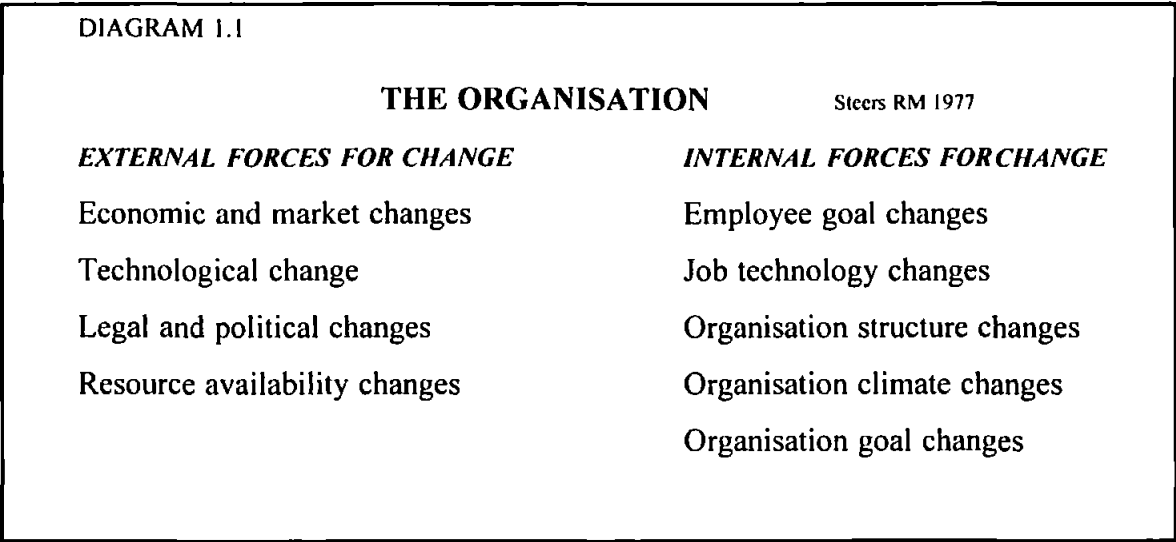 DIAGRAM 1.1
THE ORGANISATION Steers RM 1977
EXTERNAL FORCES FOR CHANGE
Economic and market changes
Technological change
Legal and political changes
Resource availability changes
INTERNAL FORCES FOR CHANGE
Employee goal changes
Job technology changes
Organisation structure changes
Organisation climate changes
Organisation goal changes